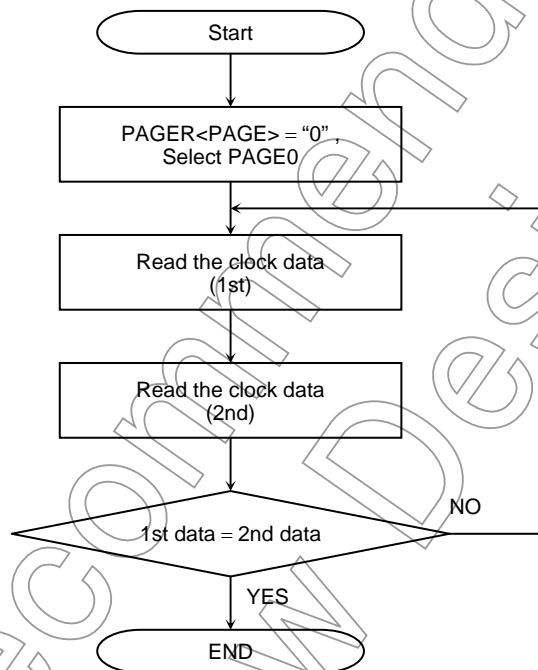 Start
PAGER<PAGE> = “0” ,
Select PAGE0
Read the clock data
(1st)
Read the clock data
(2nd)
1st data = 2nd data
NO
YES
END